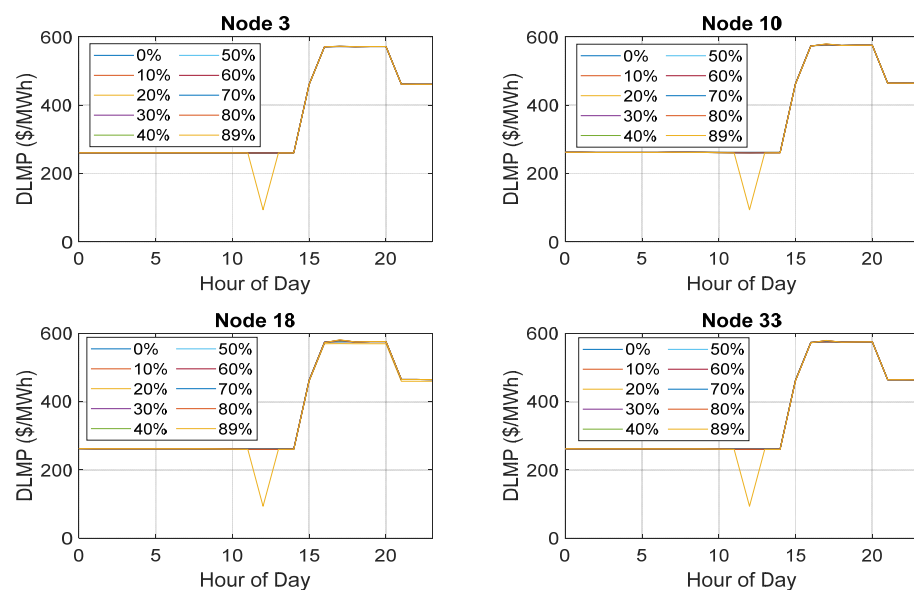 Node 3
DLMP ($/MWh)
600
400
200
0
0% 50%
10% 60%
20% 70%
30% 80%
40% 89%
0 5 10 15 20
Hour of Day
Node 10
DLMP ($/MWh)
600
400
200
0
0% 50%
10% 60%
20% 70%
30% 80%
40% 89%
0 5 10 15 20
Hour of Day
Node 18
DLMP ($/MWh)
600
400
200
0
0% 50%
10% 60%
20% 70%
30% 80%
40% 89%
0 5 10 15 20
Hour of Day
Node 33
DLMP ($/MWh)
600
400
200
0
0% 50%
10% 60%
20% 70%
30% 80%
40% 89%
0 5 10 15 20
Hour of Day